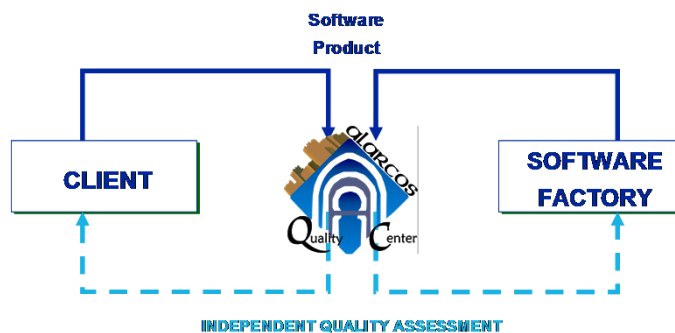 Software
Product
CLIENT
alarcos
Quality Center
SOFTWARE
FACTORY
INDEPENDENT QUALITY ASSESSMENT